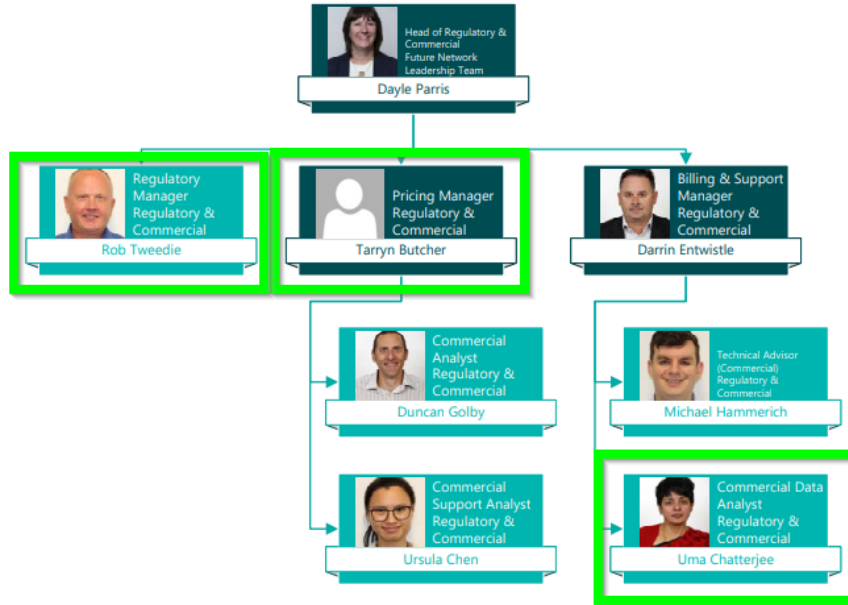 Head of Regulatory &
Commercial
Future Network
Leadership Team
Dayle Parris
Regulatory
Manager
Regulatory &
Commercial
Rob Tweedie
Pricing Manager
Regulatory &
Commercial
Tarryn Butcher
Billing & Support
Manager
Regulatory &
Commercial
Darrin Entwistle
Commercial
Analyst
Regulatory &
Commercial
Duncan Golby
Technical Advisor
(Commercial)
Regulatory &
Commercial
Michael Hammerich
Commercial
Support Analyst
Regulatory &
Commercial
Ursula Chen
Commercial Data
Analyst
Regulatory &
Commercial
Uma Chatterjee